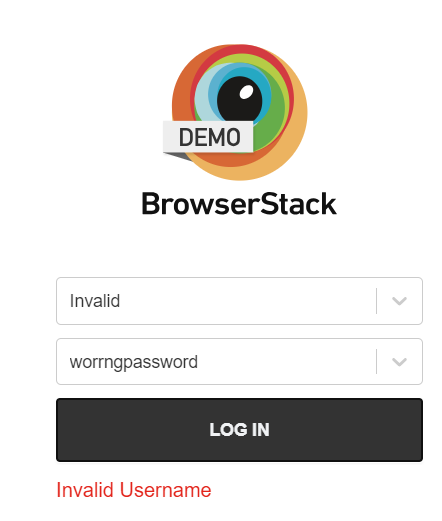 DEMO
BrowserStack
Invalid
worrngpassword
LOG IN
Invalid Username